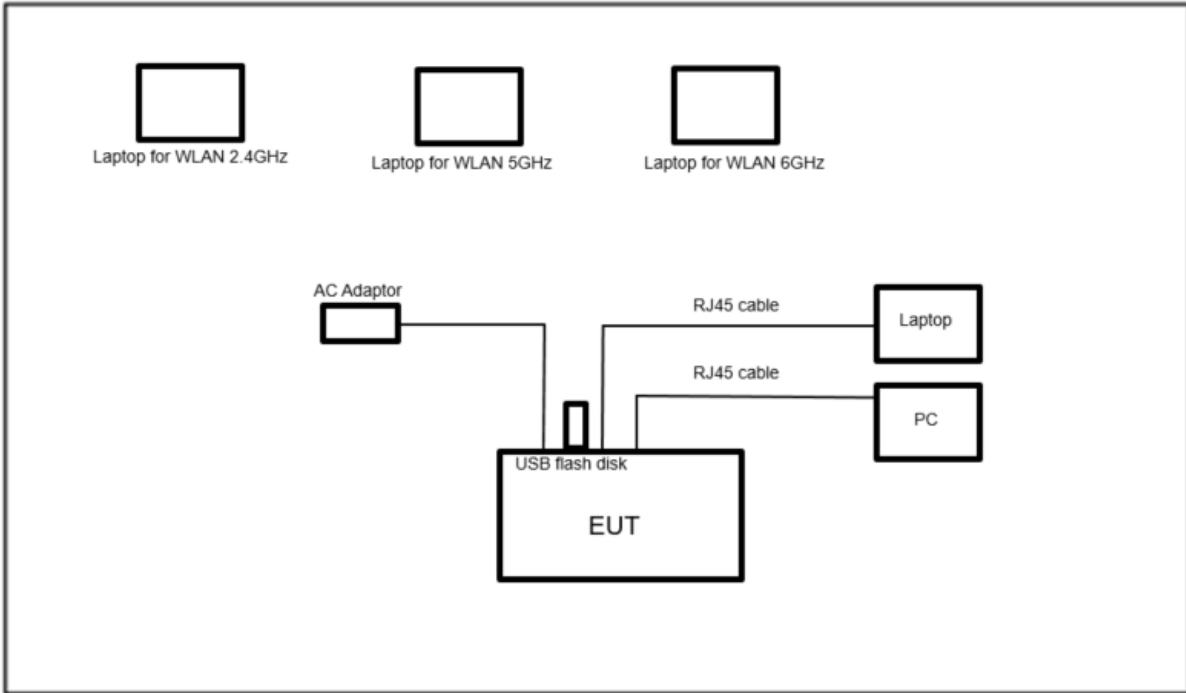 Laptop for WLAN 2.4GHz
Laptop for WLAN 5GHz
Laptop for WLAN 6GHz
AC Adaptor
RJ45 cable
Laptop
RJ45 cable
PC
USB flash disk
EUT